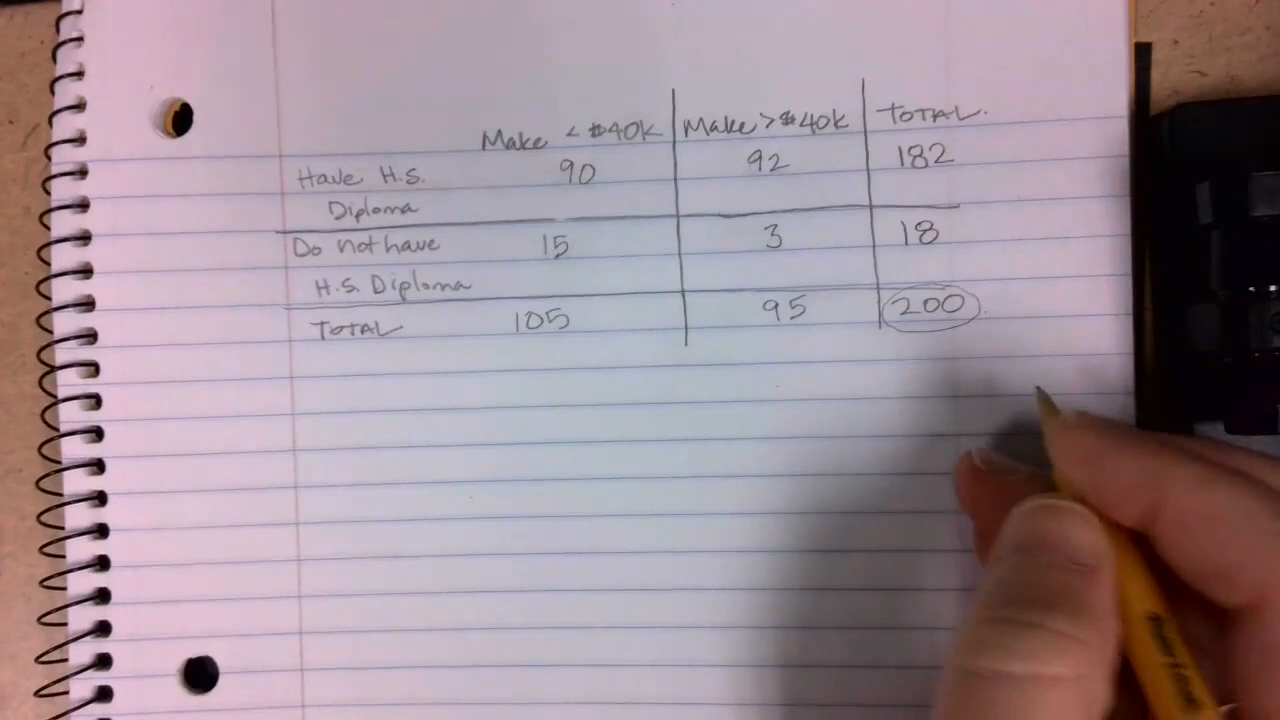 Make < $40K Make > $40K TOTAL.
Have H.S. 90 92 182
Diploma
Do not have 15 3 18
H.S. Diploma
TOTAL 105 95 200